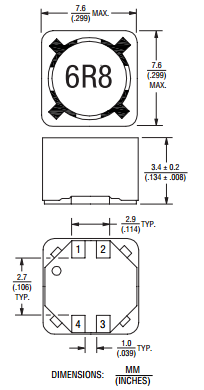 7.6
(.299) MAX.
6R8
7.6
(.299)
MAX.
3.4 ± 0.2
(.134 ± .008)
2.9
(.114) TYP.
1 2
2.7
(.106)
TYP.
4 3
1.0
(.039) TYP.
DIMENSIONS: MM
(INCHES)